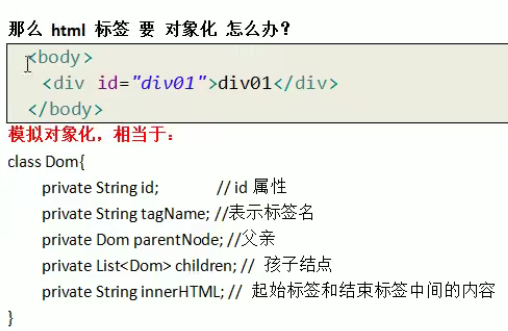 那么 html 标签 要 对象化 怎么办？
<body>
<div id="div01">div01</div>
</body>
模拟对象化，相当于：
class Dom{
private String id; // id 属性
private String tagName; //表示标签名
private Dom parentNode; //父亲
private List<Dom> children; // 孩子结点
private String innerHTML; // 起始标签和结束标签中间的内容
}